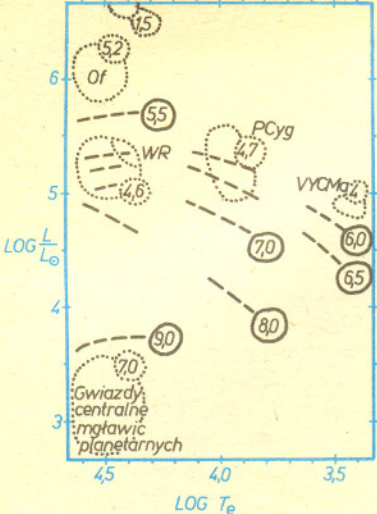 1,5
5,2
Of
6
5,5
PCyg
4,7
WR
VYCMa
4
4,6
5
LOG L/L⊙
7,0
6,0
6,5
4
8,0
9,0
7,0
Gwiazdy
centralne
mgławic
planetarnych
3
4,5 4,0 3,5
LOG Te